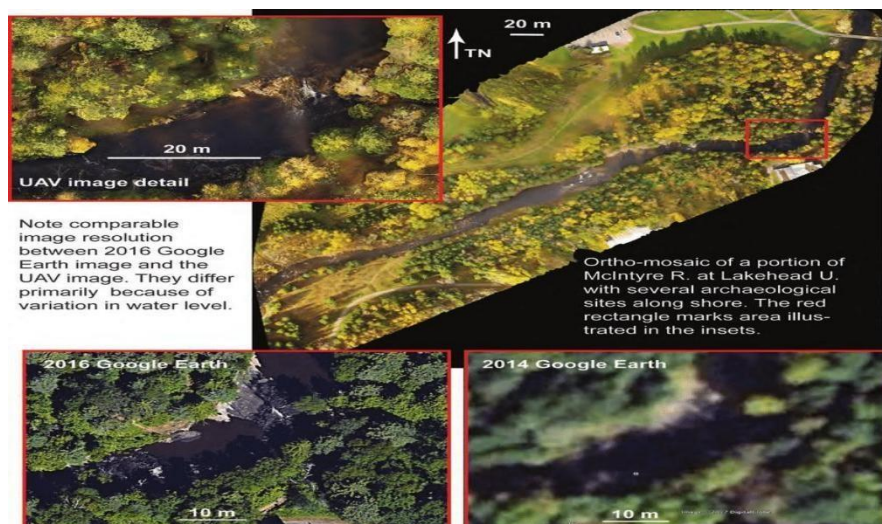 20 m
TN
20 m
UAV image detail
Note comparable
image resolution
between 2016 Google
Earth image and the
UAV image. They differ
primarily because of
variation in water level.
Ortho-mosaic of a portion of
McIntyre R. at Lakehead U.
with several archaeological
sites along shore. The red
rectangle marks area illus-
trated in the insets.
2016 Google Earth
10 m
2014 Google Earth
10 m